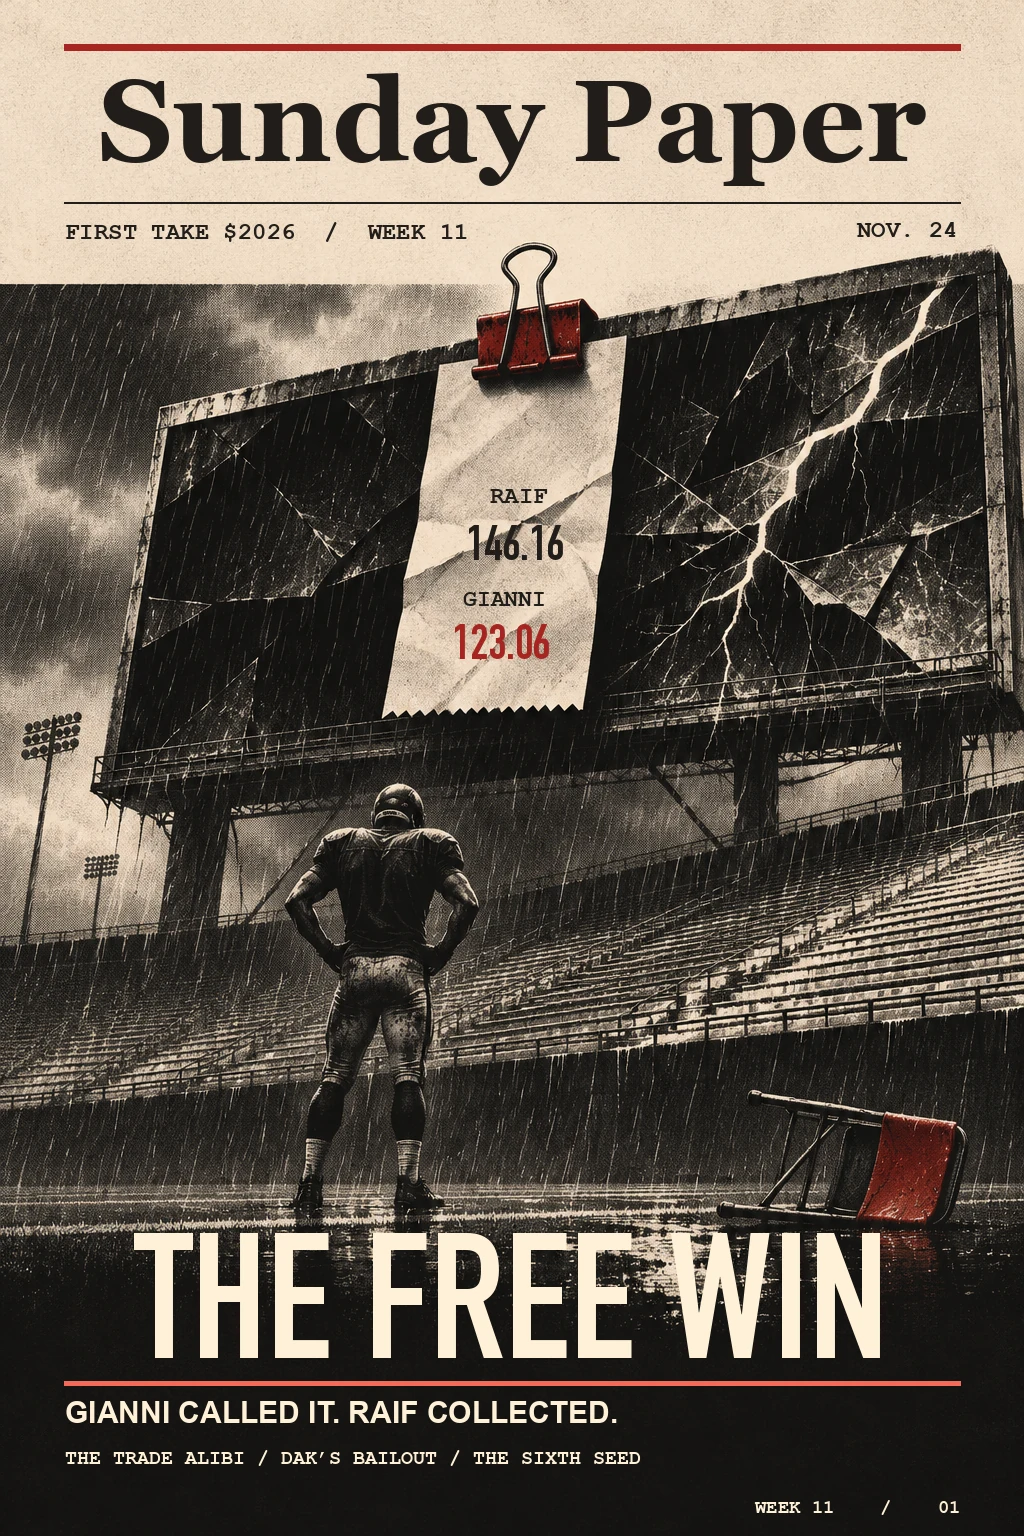 Sunday Paper
FIRST TAKE $2026 / WEEK 11
NOV. 24
RAIF
146.16
GIANNI
123.06
THE FREE WIN
GIANNI CALLED IT. RAIF COLLECTED.
THE TRADE ALIBI / DAK’S BAILOUT / THE SIXTH SEED
WEEK 11 / 01